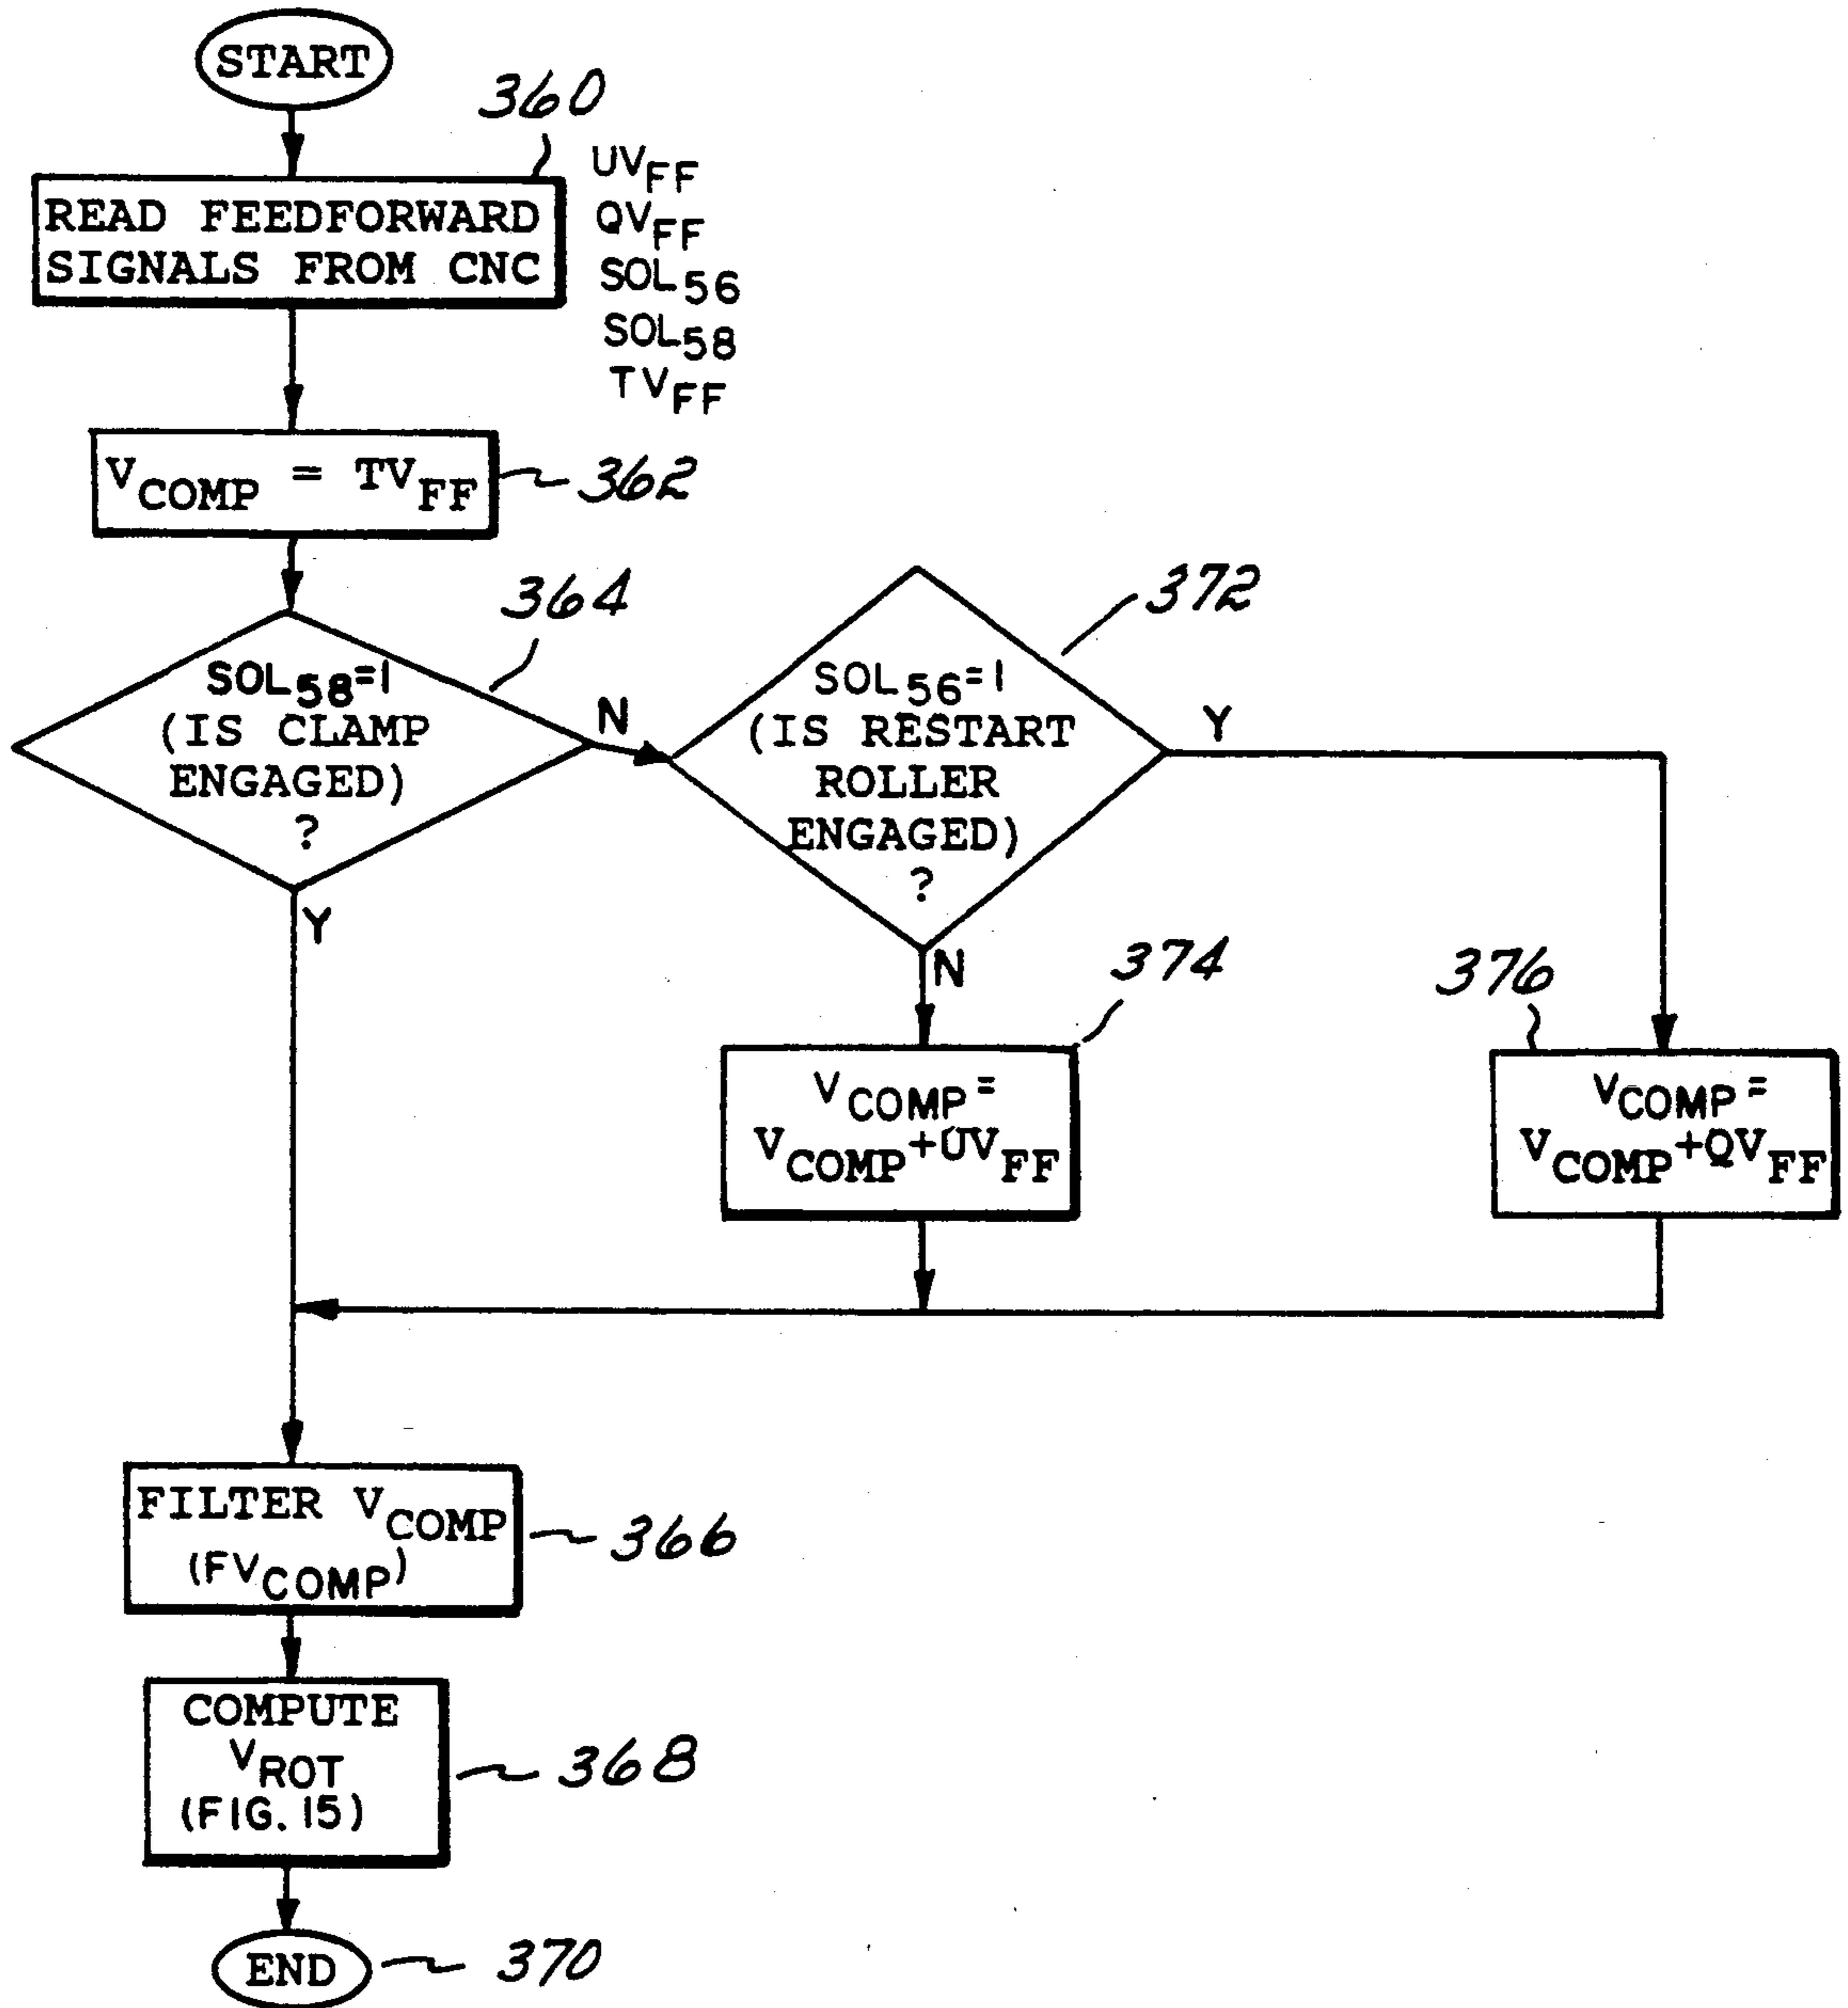 START
360
READ FEEDFORWARD
SIGNALS FROM CNC
UVFF
QVFF
SOL56
SOL58
TVFF
VCOMP = TVFF
362
364
SOL58=1
(IS CLAMP
ENGAGED)
?
N
Y
372
SOL56=1
(IS RESTART
ROLLER
ENGAGED)
?
Y
N
374
VCOMP=
VCOMP+UVFF
376
VCOMP=
VCOMP+QVFF
FILTER VCOMP
(FVCOMP)
366
COMPUTE
VROT
(FIG. 15)
368
END
370